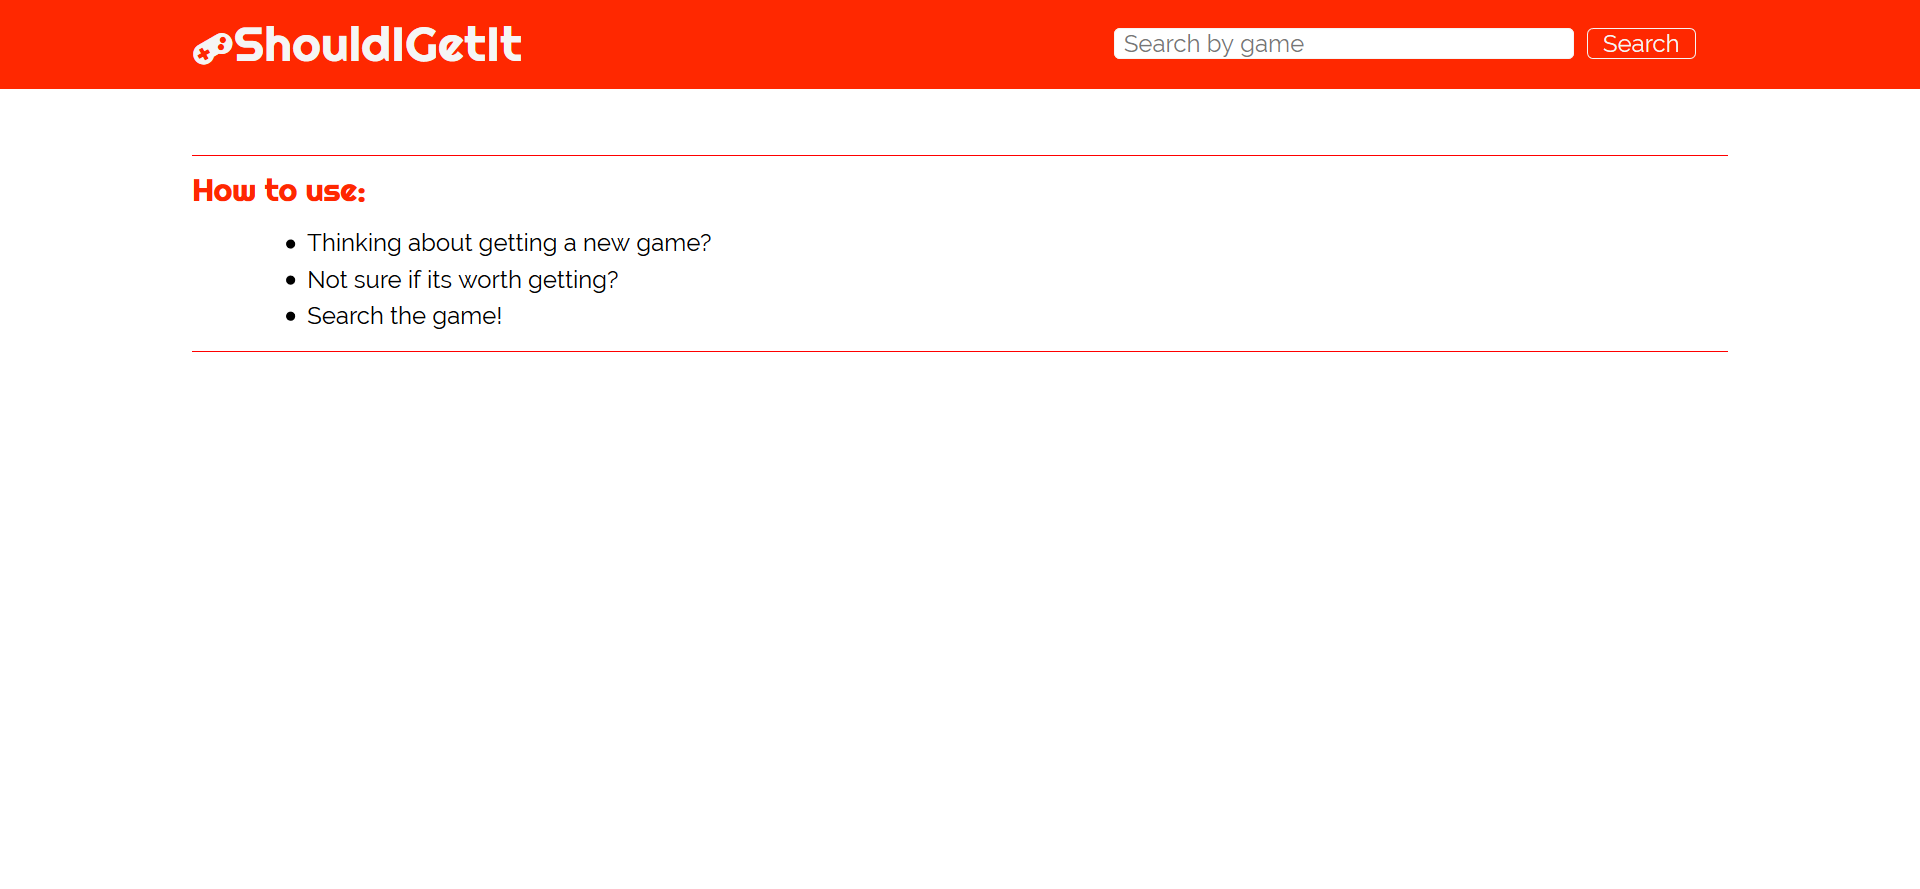 ShouldIGetIt
Search by game
Search
How to use:
Thinking about getting a new game?
Not sure if its worth getting?
Search the game!